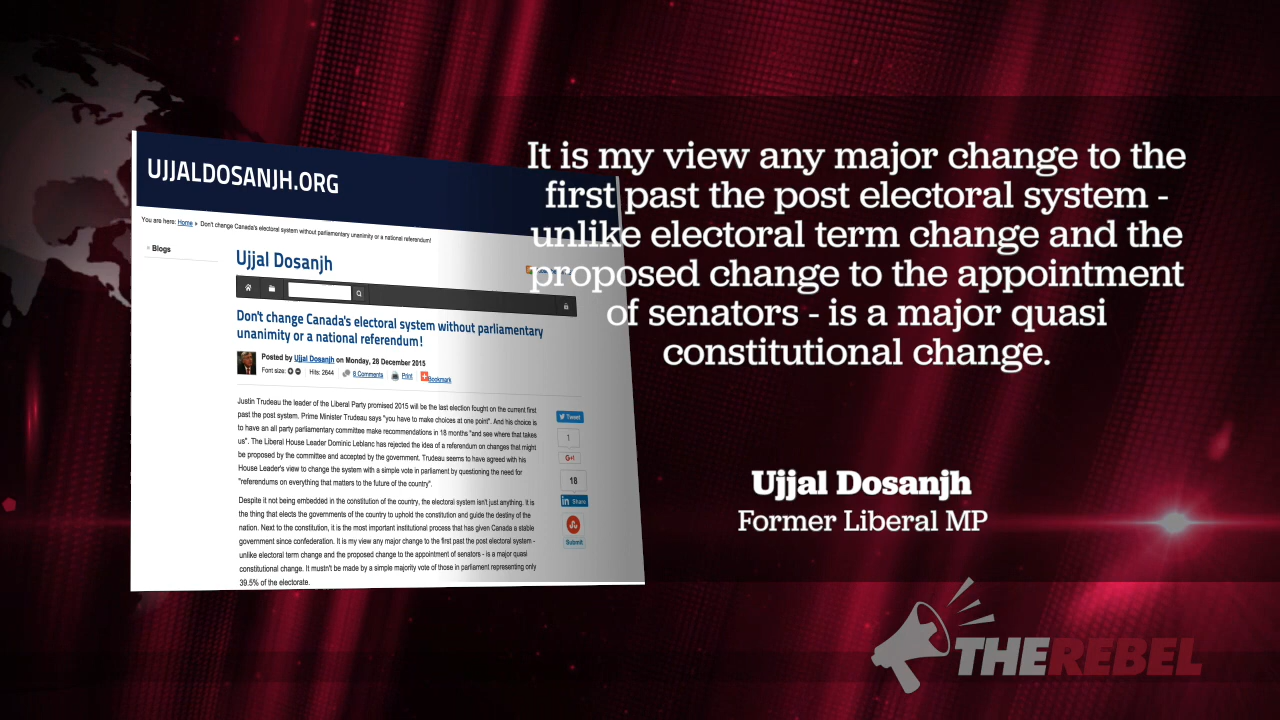 UJJALDOSANJH.ORG
You are here: Home » Don't change Canada's electoral system without parliamentary unanimity or a national referendum!
» Blogs
Ujjal Dosanjh
Don't change Canada's electoral system without parliamentary
unanimity or a national referendum!
Posted by Ujjal Dosanjh on Monday, 28 December 2015
Font size: Hits: 2644 6 Comments Print Bookmark
Justin Trudeau the leader of the Liberal Party promised 2015 will be the last election fought on the current first
past the post system. Prime Minister Trudeau says "you have to make choices at one point". And his choice is
to have an all party parliamentary committee make recommendations in 18 months "and see where that takes
us". The Liberal House Leader Dominic Leblanc has rejected the idea of a referendum on changes that might
be proposed by the committee and accepted by the government. Trudeau seems to have agreed with his
House Leader's view to change the system with a simple vote in parliament by questioning the need for
"referendums on everything that matters to the future of the country".
Despite it not being embedded in the constitution of the country, the electoral system isn't just anything. It is
the thing that elects the governments of the country to uphold the constitution and guide the destiny of the
nation. Next to the constitution, it is the most important institutional process that has given Canada a stable
government since confederation. It is my view any major change to the first past the post electoral system -
unlike electoral term change and the proposed change to the appointment of senators - is a major quasi
constitutional change. It mustn't be made by a simple majority vote of those in parliament representing only
39.5% of the electorate.
Tweet
1
G+1
18
in Share
Submit
It is my view any major change to the
first past the post electoral system -
unlike electoral term change and the
proposed change to the appointment
of senators - is a major quasi
constitutional change.
Ujjal Dosanjh
Former Liberal MP
THEREBEL